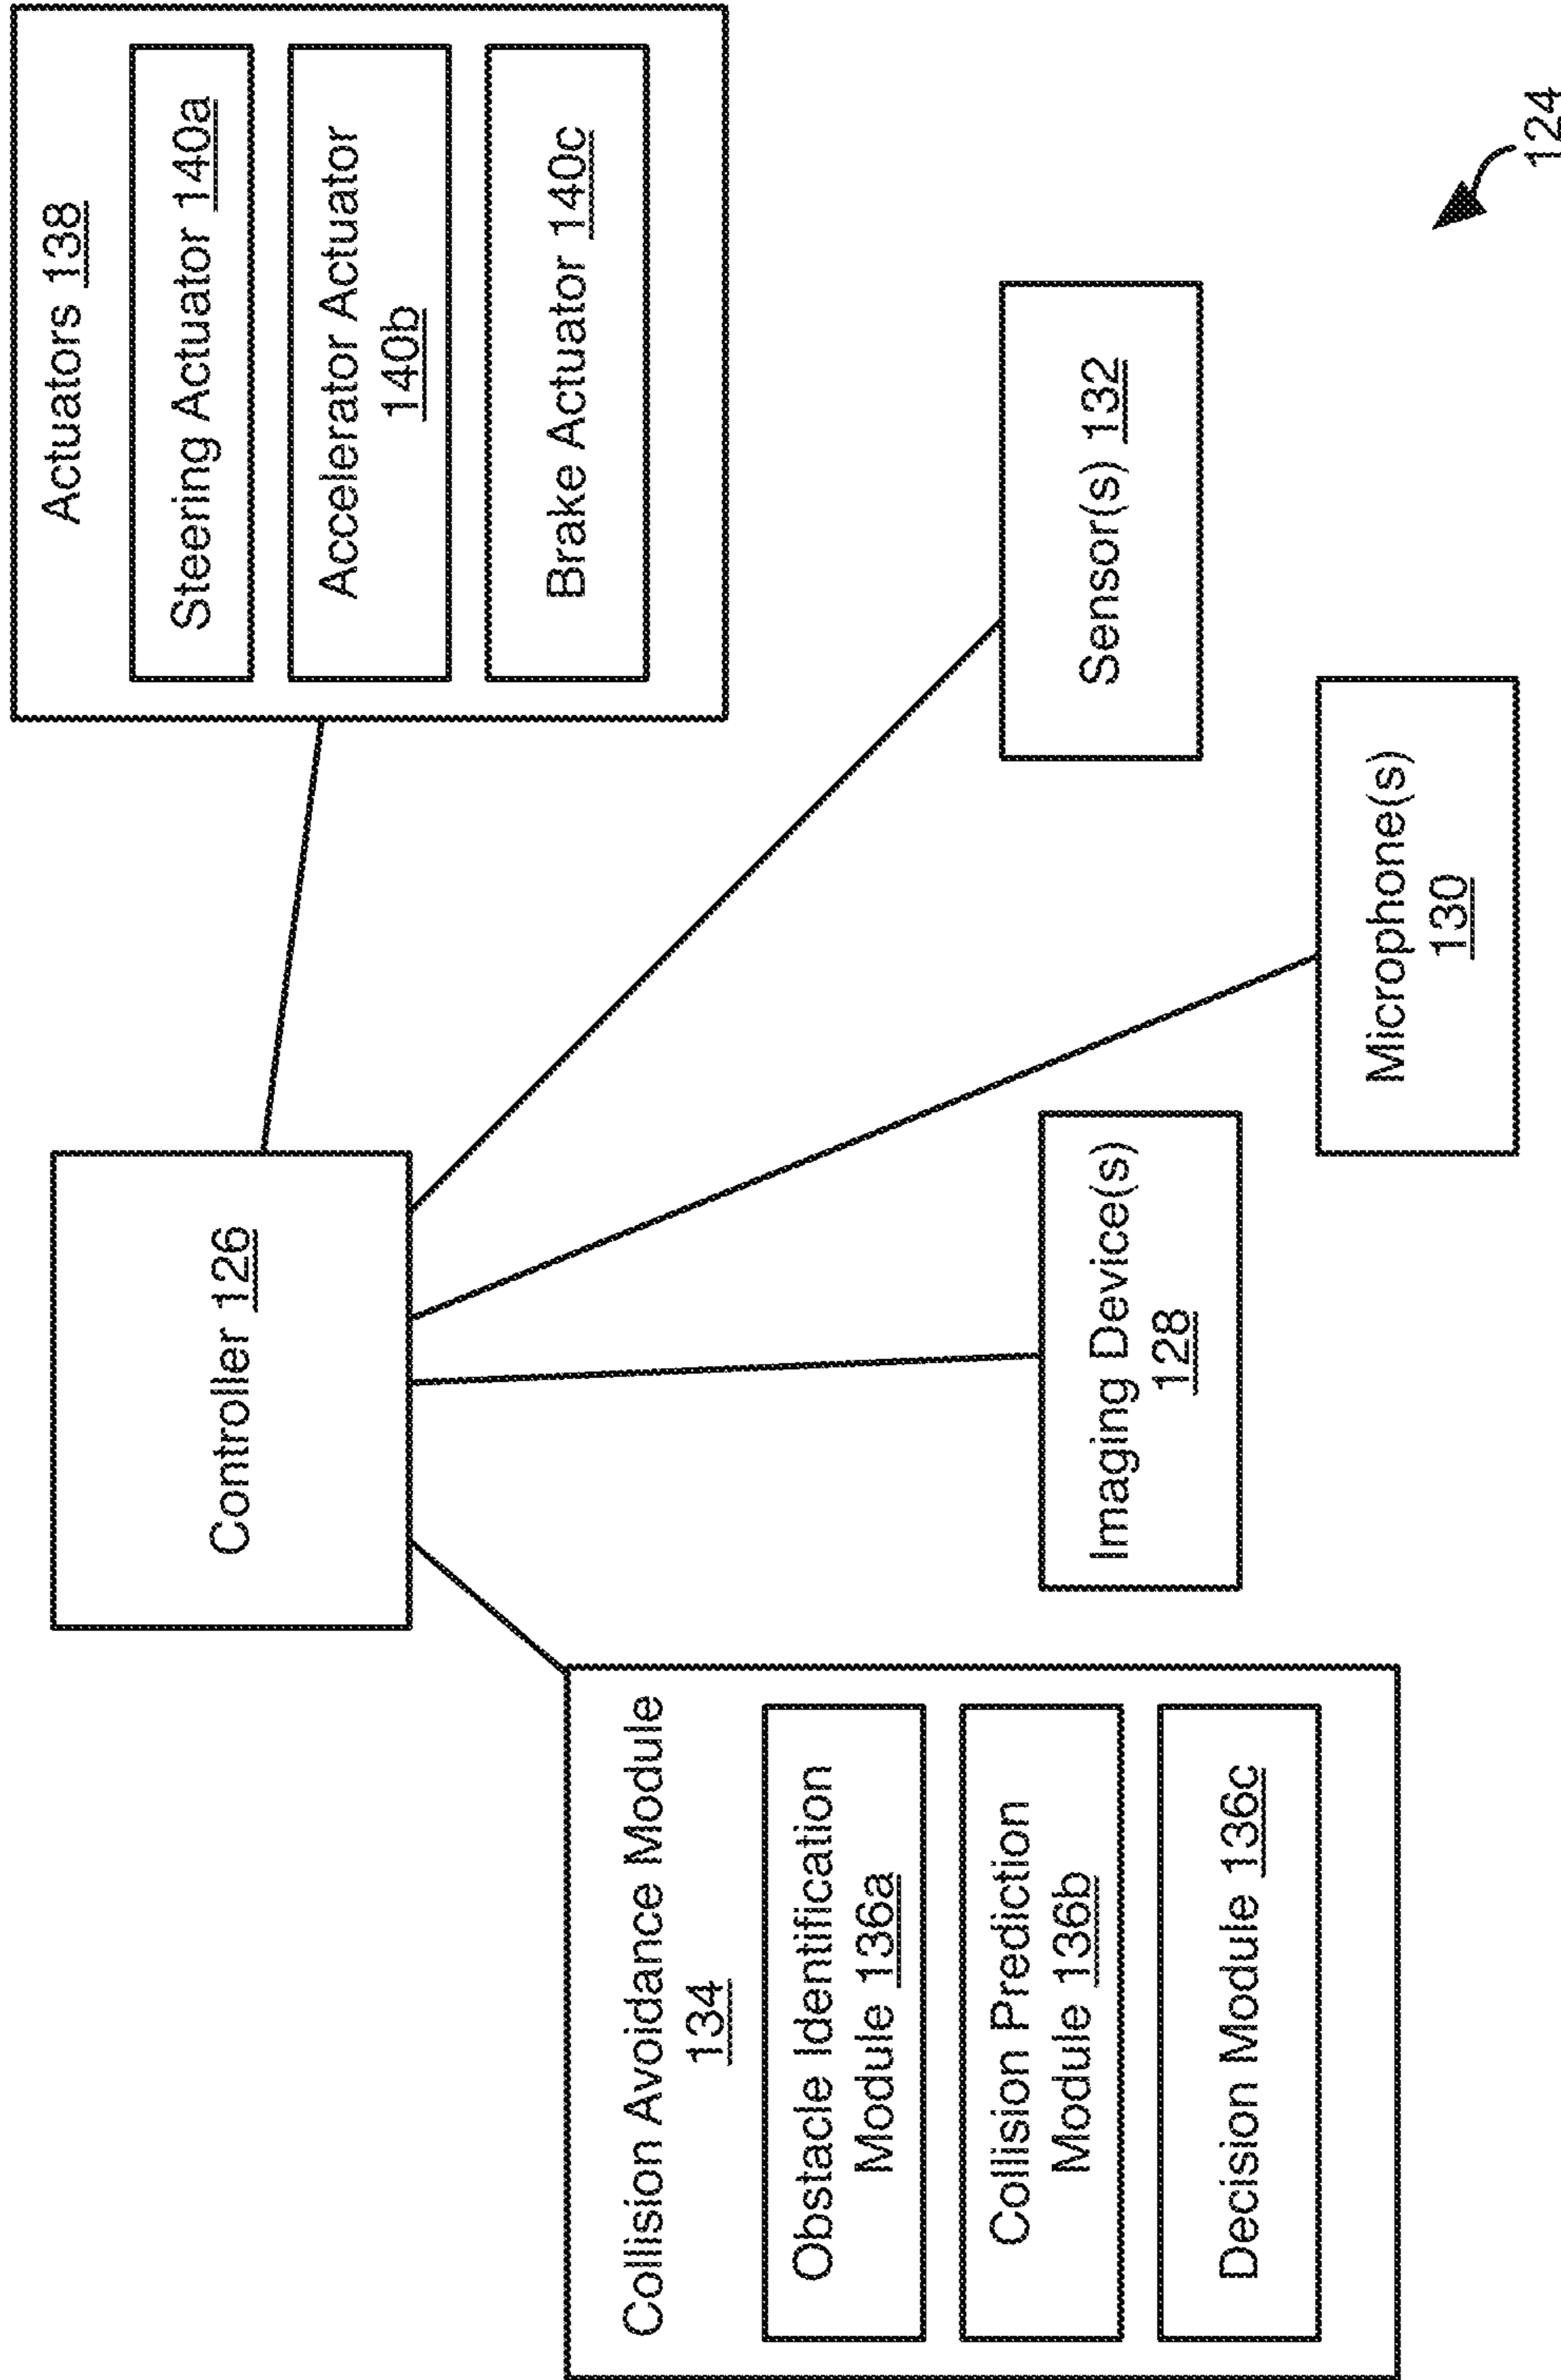 Controller 126
Actuators 138
Steering Actuator 140a
Accelerator Actuator
140b
Brake Actuator 140c
Collision Avoidance Module
134
Obstacle Identification
Module 136a
Collision Prediction
Module 136b
Decision Module 136c
Imaging Device(s)
128
Microphone(s)
130
Sensor(s) 132
124